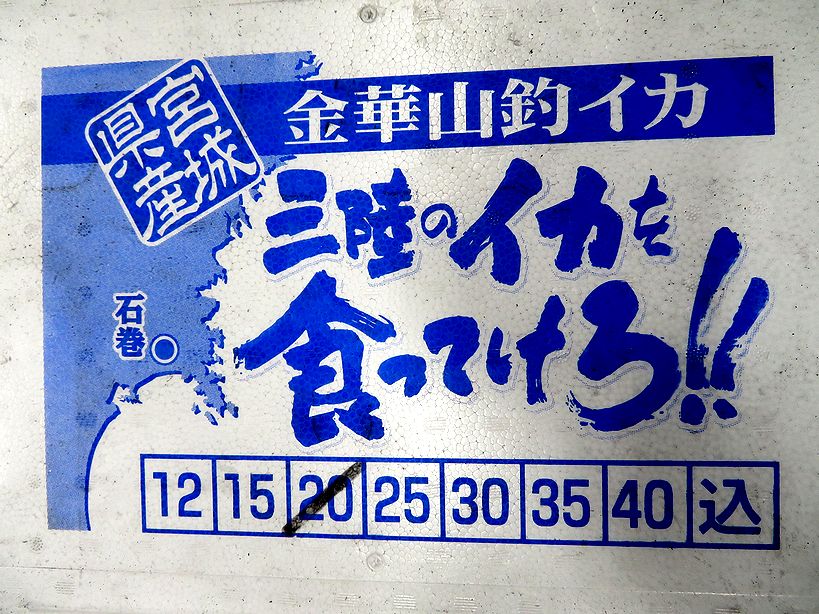 金華山釣イカ
宮城
県産
三陸のイカを
食ってけろ!!
石巻
12 15 20 25 30 35 40 込